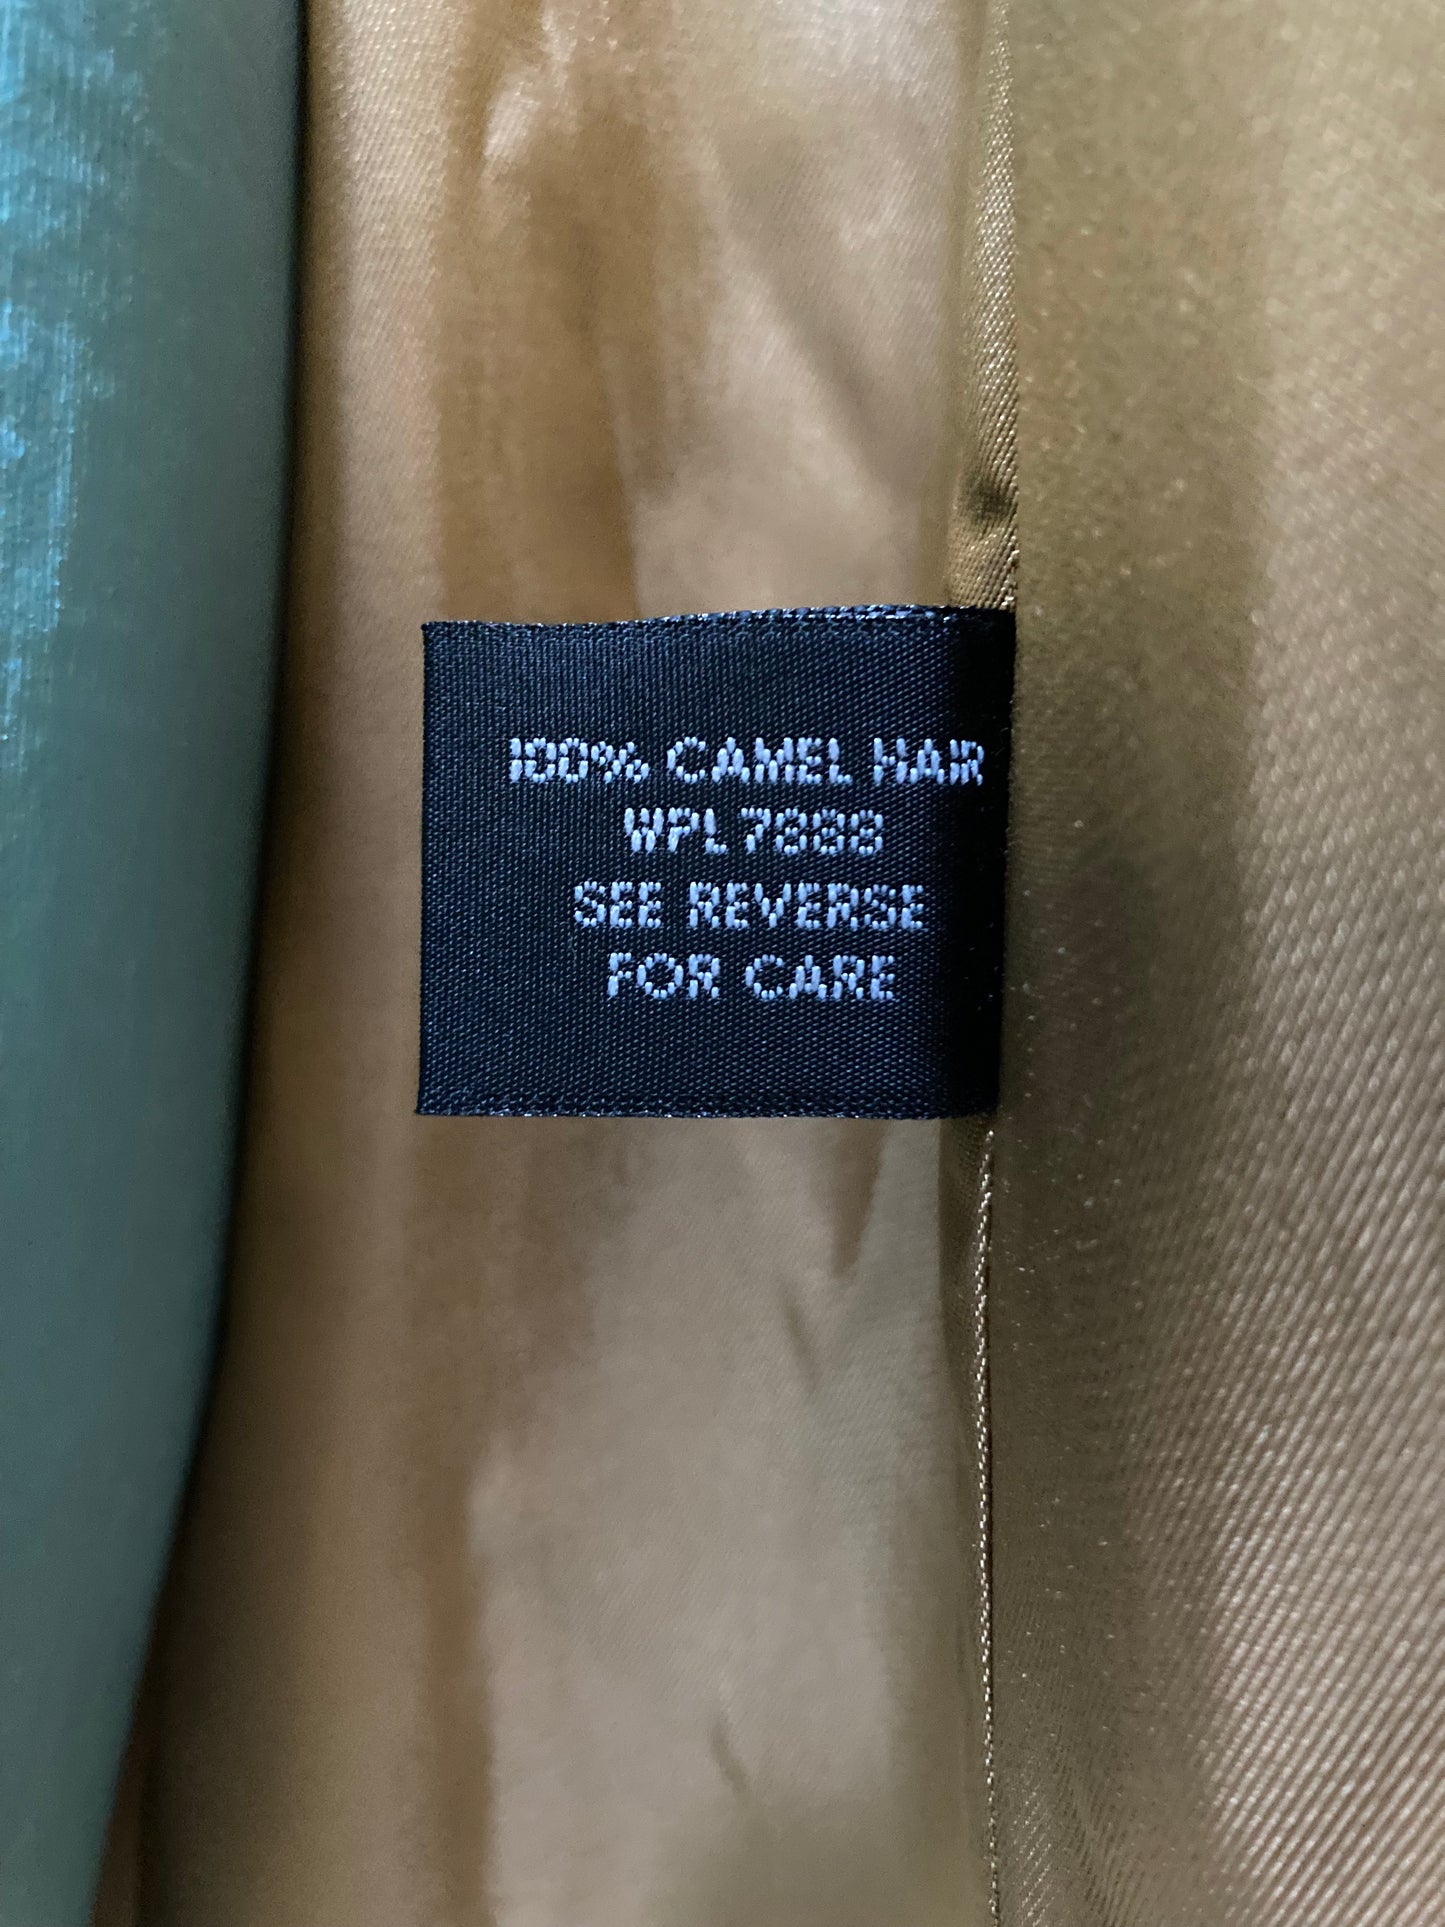 100% CAMEL HAIR
WPL 7888
SEE REVERSE
FOR CARE